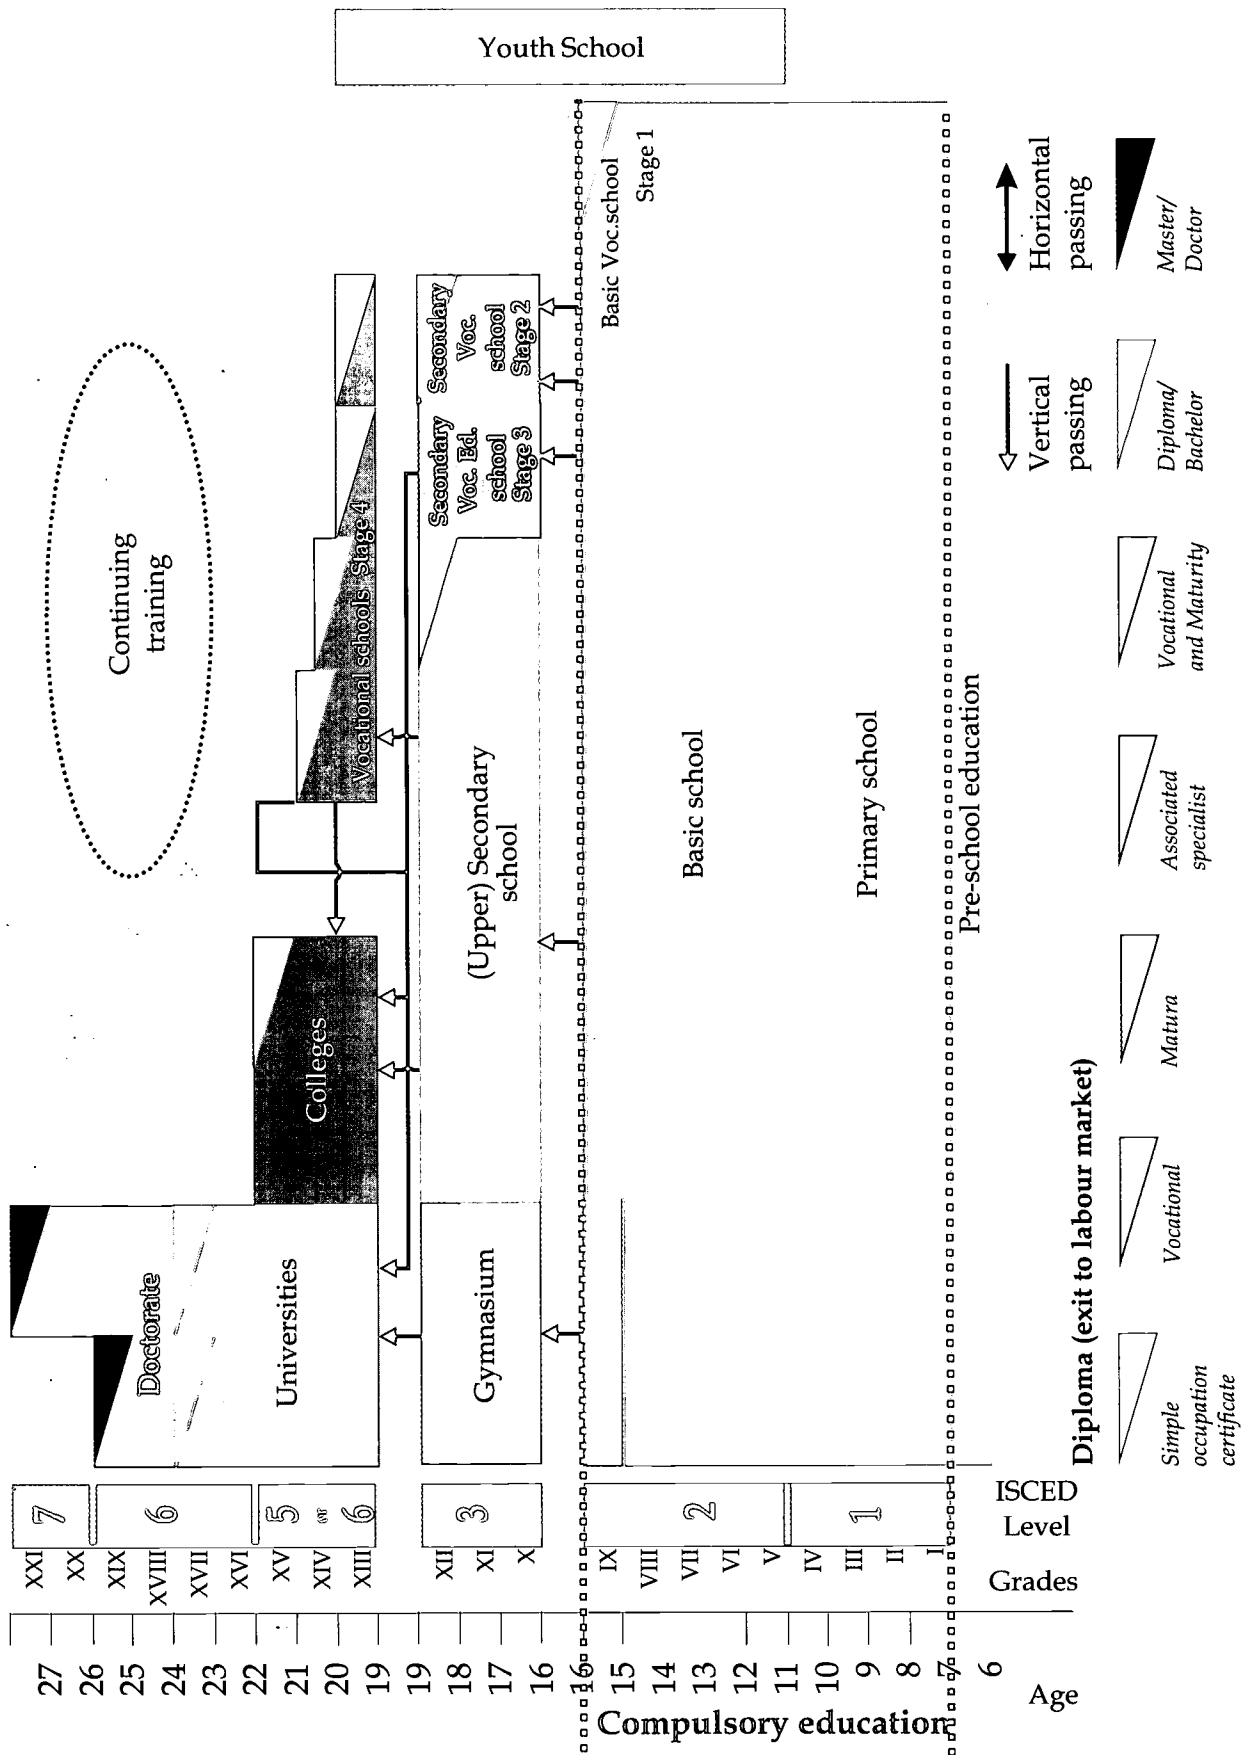 Youth School
Continuing
training
Basic Voc.school
Stage 1
Secondary
Voc.
school
Stage 2
Secondary
Voc. Ed.
school
Stage 3
Vocational schools Stage 4
Colleges
(Upper) Secondary
school
Basic school
Primary school
Pre-school education
Doctorate
Universities
Gymnasium
Horizontal
passing
Vertical
passing
Master/
Doctor
Diploma/
Bachelor
Vocational
and Maturity
Associated
specialist
Matura
Vocational
Simple
occupation
certificate
Diploma (exit to labour market)
ISCED
Level
7
6
5
or
6
3
2
1
Grades
XXI
XX
XIX
XVIII
XVII
XVI
XV
XIV
XIII
XII
XI
X
IX
VIII
VII
VI
V
IV
III
II
I
Age
27
26
24
23
22
21
20
19
19
18
17
16
16
15
14
13
12
11
10
9
8
7
6
Compulsory education